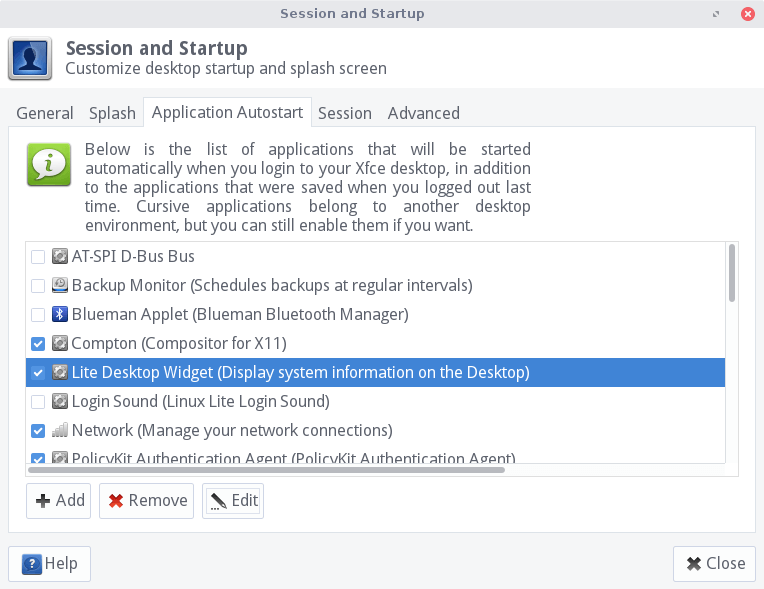 Session and Startup
Session and Startup
Customize desktop startup and splash screen
General Splash Application Autostart Session Advanced
Below is the list of applications that will be started
automatically when you login to your Xfce desktop, in addition
to the applications that were saved when you logged out last
time. Cursive applications belong to another desktop
environment, but you can still enable them if you want.
AT-SPI D-Bus Bus
Backup Monitor (Schedules backups at regular intervals)
Blueman Applet (Blueman Bluetooth Manager)
Compton (Compositor for X11)
Lite Desktop Widget (Display system information on the Desktop)
Login Sound (Linux Lite Login Sound)
Network (Manage your network connections)
PolicyKit Authentication Agent (PolicyKit Authentication Agent)
Add Remove Edit
Help Close